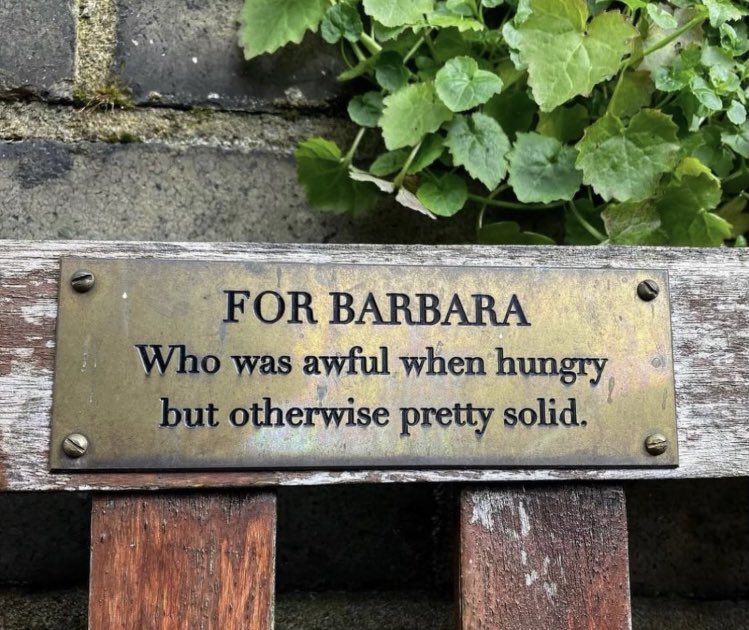 FOR BARBARA
Who was awful when hungry
but otherwise pretty solid.